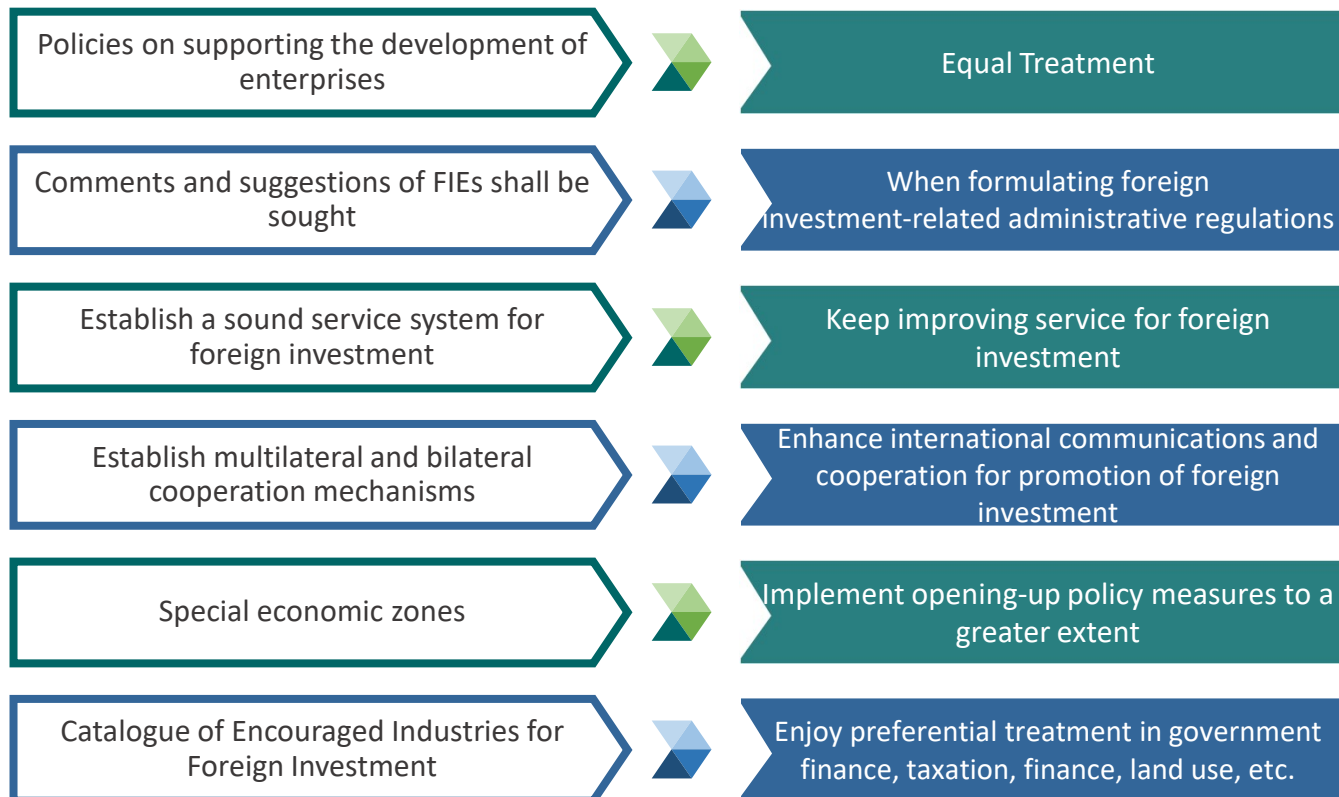 Policies on supporting the development of
enterprises
Equal Treatment
Comments and suggestions of FIEs shall be
sought
When formulating foreign
investment-related administrative regulations
Establish a sound service system for
foreign investment
Keep improving service for foreign
investment
Establish multilateral and bilateral
cooperation mechanisms
Enhance international communications and
cooperation for promotion of foreign
investment
Special economic zones
Implement opening-up policy measures to a
greater extent
Catalogue of Encouraged Industries for
Foreign Investment
Enjoy preferential treatment in government
finance, taxation, finance, land use, etc.